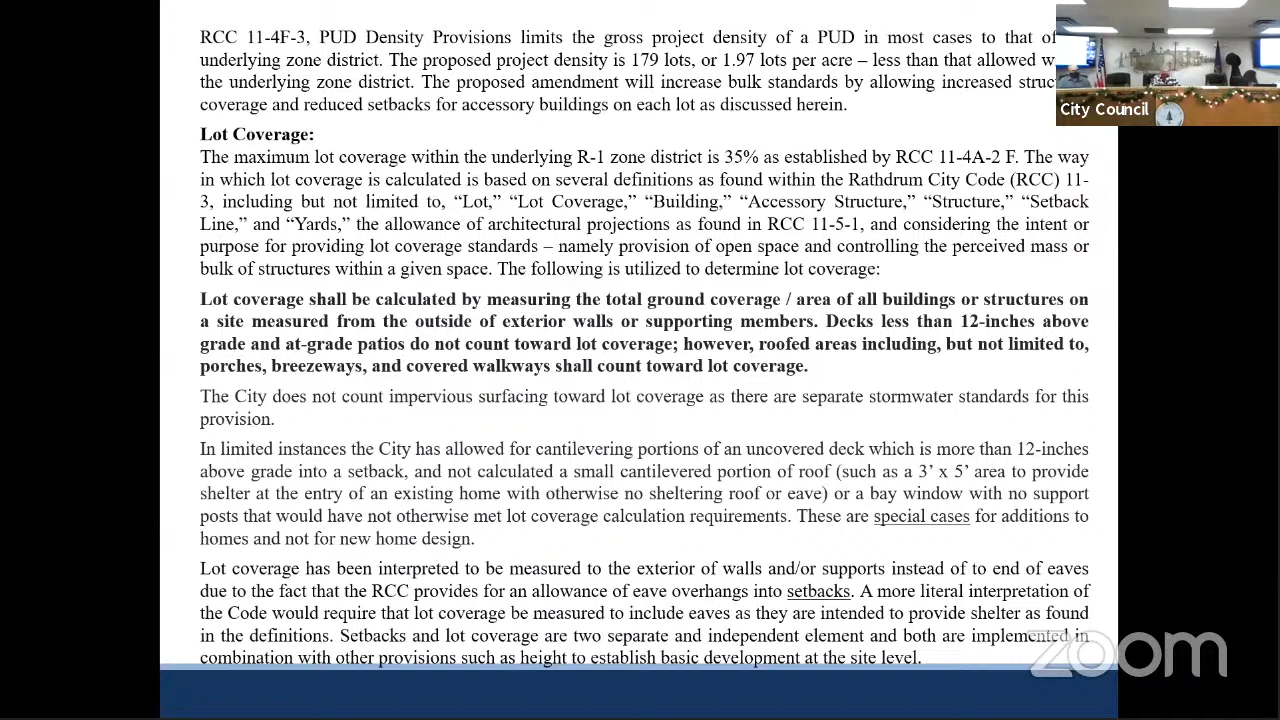 RCC 11-4F-3, PUD Density Provisions limits the gross project density of a PUD in most cases to that of
underlying zone district. The proposed project density is 179 lots, or 1.97 lots per acre – less than that allowed
the underlying zone district. The proposed amendment will increase bulk standards by allowing increased
coverage and reduced setbacks for accessory buildings on each lot as discussed herein.
City Council
Lot Coverage:
The maximum lot coverage within the underlying R-1 zone district is 35% as established by RCC 11-4A-2 F. The way
in which lot coverage is calculated is based on several definitions as found within the Rathdrum City Code (RCC) 11-
3, including but not limited to, “Lot,” “Lot Coverage,” “Building,” “Accessory Structure,” “Structure,” “Setback
Line,” and “Yards,” the allowance of architectural projections as found in RCC 11-5-1, and considering the intent or
purpose for providing lot coverage standards – namely provision of open space and controlling the perceived mass or
bulk of structures within a given space. The following is utilized to determine lot coverage:
Lot coverage shall be calculated by measuring the total ground coverage / area of all buildings or structures on
a site measured from the outside of exterior walls or supporting members. Decks less than 12-inches above
grade and at-grade patios do not count toward lot coverage; however, roofed areas including, but not limited to,
porches, breezeways, and covered walkways shall count toward lot coverage.
The City does not count impervious surfacing toward lot coverage as there are separate stormwater standards for this
provision.
In limited instances the City has allowed for cantilevering portions of an uncovered deck which is more than 12-inches
above grade into a setback, and not calculated a small cantilevered portion of roof (such as a 3’ x 5’ area to provide
shelter at the entry of an existing home with otherwise no sheltering roof or eave) or a bay window with no support
posts that would have not otherwise met lot coverage calculation requirements. These are special cases for additions to
homes and not for new home design.
Lot coverage has been interpreted to be measured to the exterior of walls and/or supports instead of to end of eaves
due to the fact that the RCC provides for an allowance of eave overhangs into setbacks. A more literal interpretation of
the Code would require that lot coverage be measured to include eaves as they are intended to provide shelter as found
in the definitions. Setbacks and lot coverage are two separate and independent element and both are implemented in
combination with other provisions such as height to establish basic development at the site level.
zoom